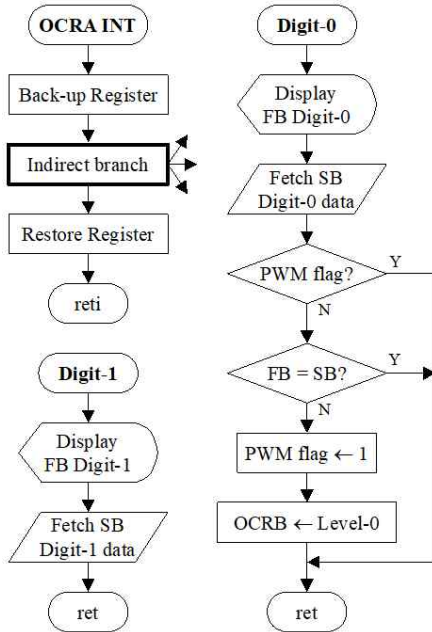 OCRA INT
Back-up Register
Indirect branch
Restore Register
reti
Digit-1
Display
FB Digit-1
Fetch SB
Digit-1 data
ret
Digit-0
Display
FB Digit-0
Fetch SB
Digit-0 data
PWM flag?
Y
N
FB = SB?
Y
N
PWM flag ← 1
OCRB ← Level-0
ret